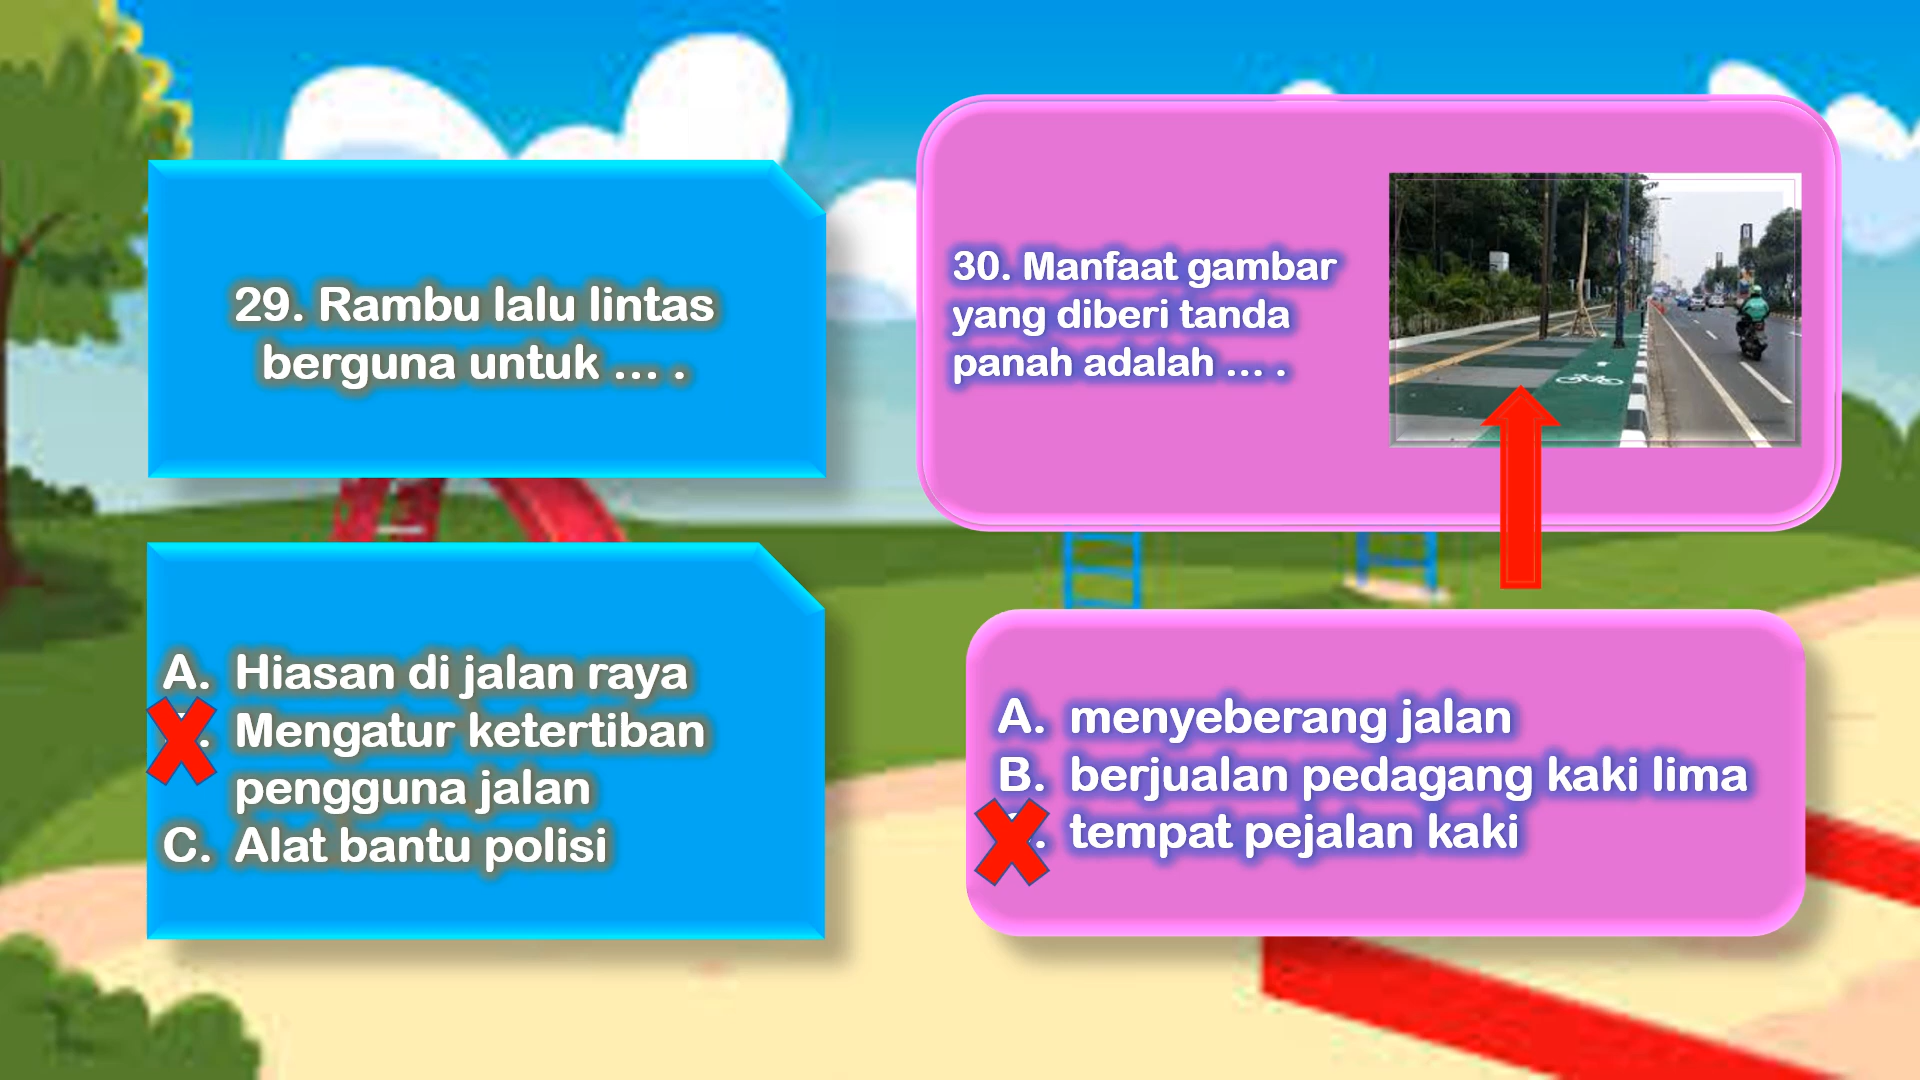 29. Rambu lalu lintas
berguna untuk ... .
A. Hiasan di jalan raya
. Mengatur ketertiban
pengguna jalan
C. Alat bantu polisi
30. Manfaat gambar
yang diberi tanda
panah adalah ... .
A. menyeberang jalan
B. berjualan pedagang kaki lima
. tempat pejalan kaki